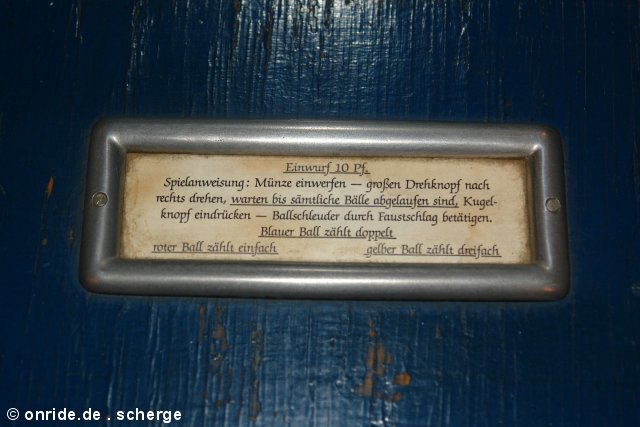 Einwurf 10 Pf.
Spielanweisung: Münze einwerfen — großen Drehknopf nach
rechts drehen, warten bis sämtliche Bälle abgelaufen sind, Kugel-
knopf eindrücken — Ballschleuder durch Faustschlag betätigen.
Blauer Ball zählt doppelt
roter Ball zählt einfach gelber Ball zählt dreifach
© onride.de . scherge